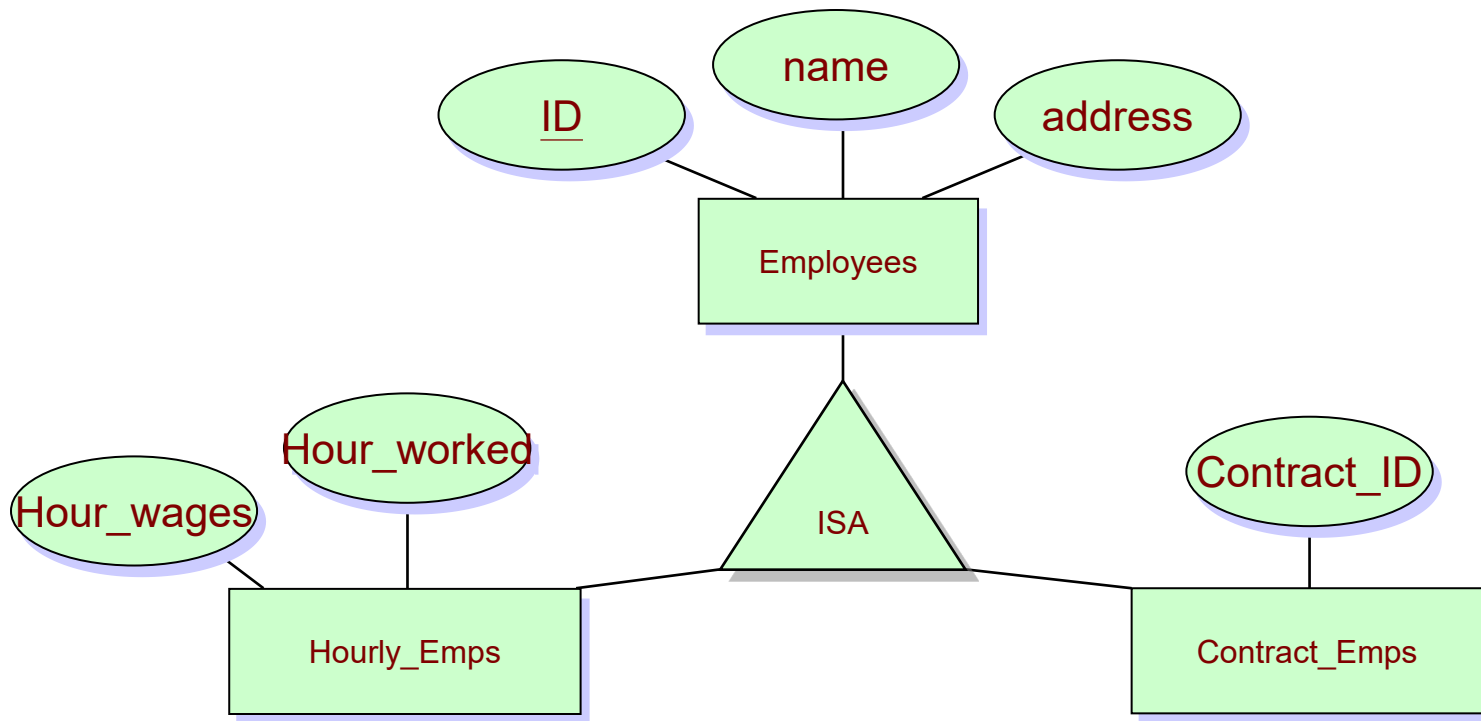 name
ID
address
Employees
Hour_worked
Contract_ID
Hour_wages
ISA
Hourly_Emps
Contract_Emps